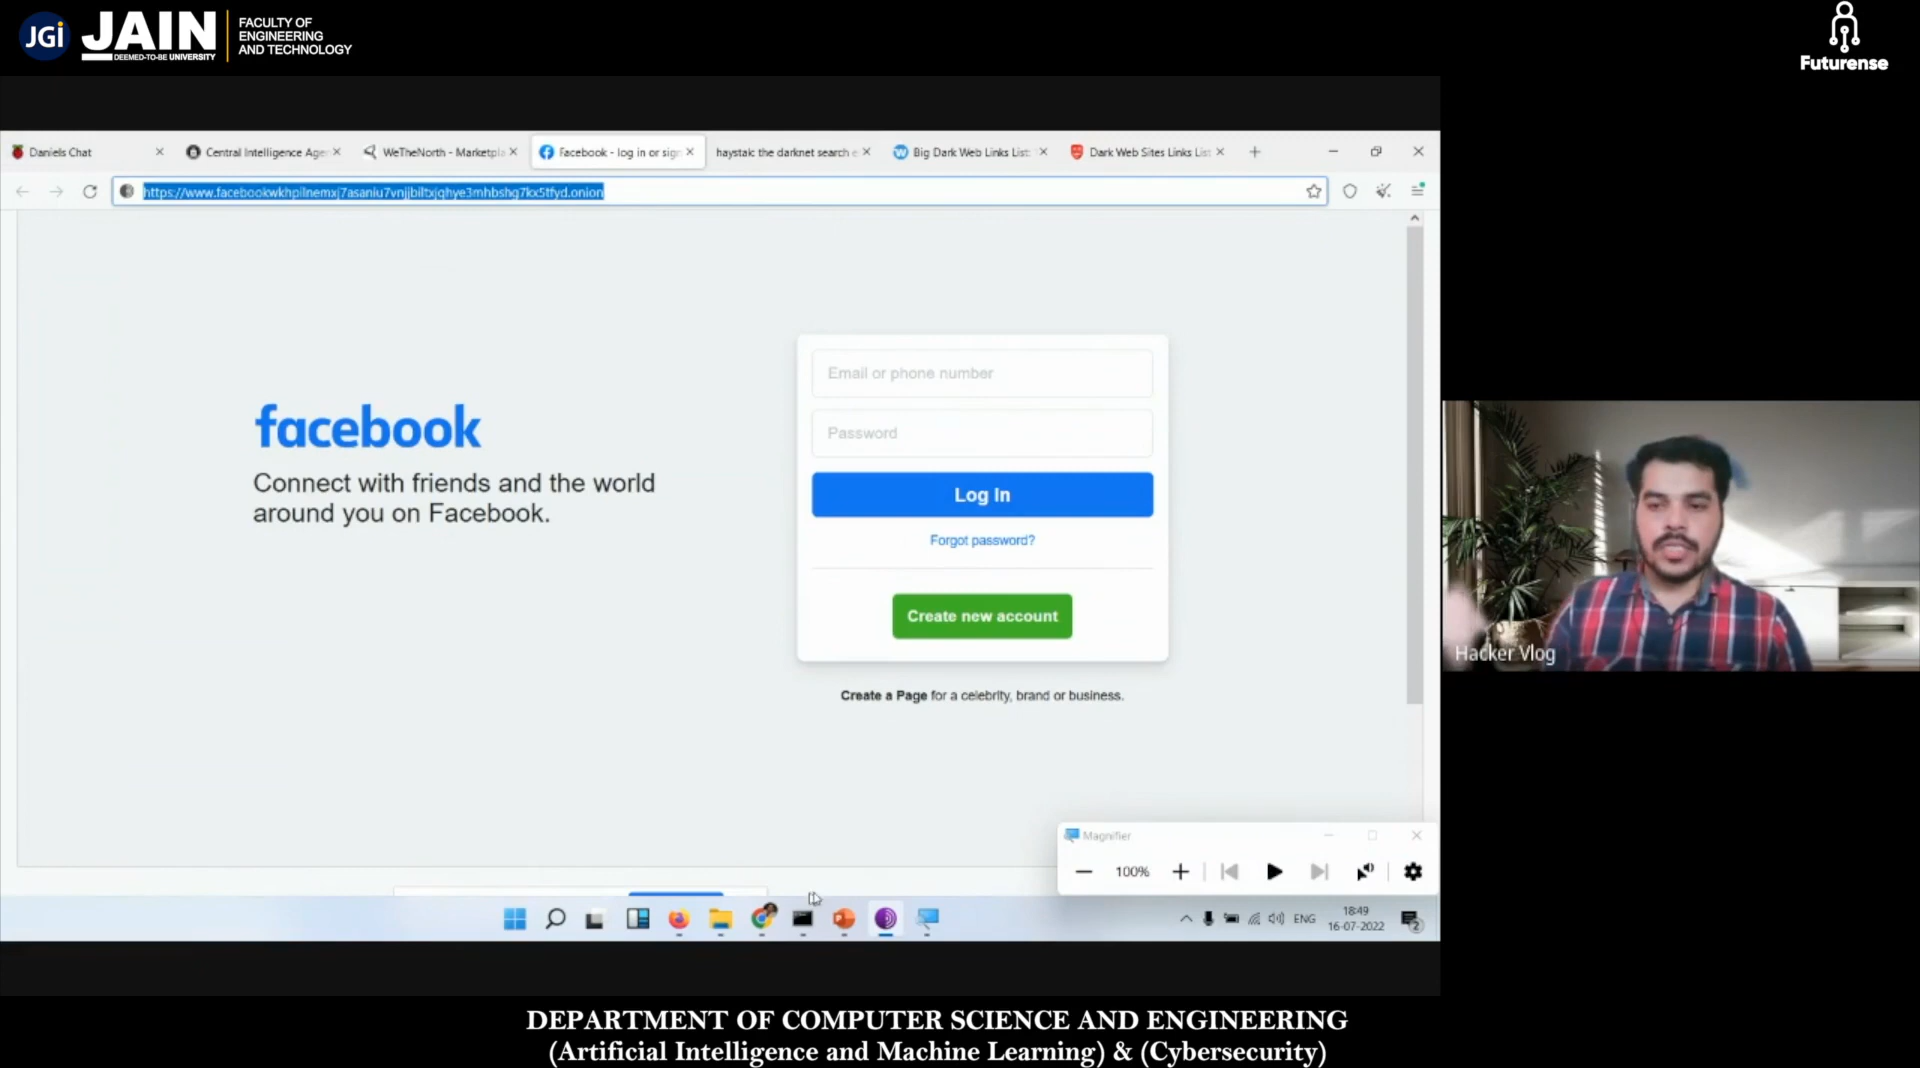 JGi JAIN
DEEMED-TO-BE UNIVERSITY
FACULTY OF
ENGINEERING
AND TECHNOLOGY
Futurense
Daniels Chat
Central Intelligence Agen
WeTheNorth - Marketpla
Facebook - log in or sign
haystak: the darknet search e
Big Dark Web Links List:
Dark Web Sites Links List
https://www.facebookwkhpilnemxj7asaniu7vnjjbiltxjqhye3mhbshg7kx5tfyd.onion
facebook
Connect with friends and the world
around you on Facebook.
Email or phone number
Password
Log In
Forgot password?
Create new account
Create a Page for a celebrity, brand or business.
Hacker Vlog
Magnifier
100%
ENG
18:49
16-07-2022
2
DEPARTMENT OF COMPUTER SCIENCE AND ENGINEERING
(Artificial Intelligence and Machine Learning) & (Cybersecurity)